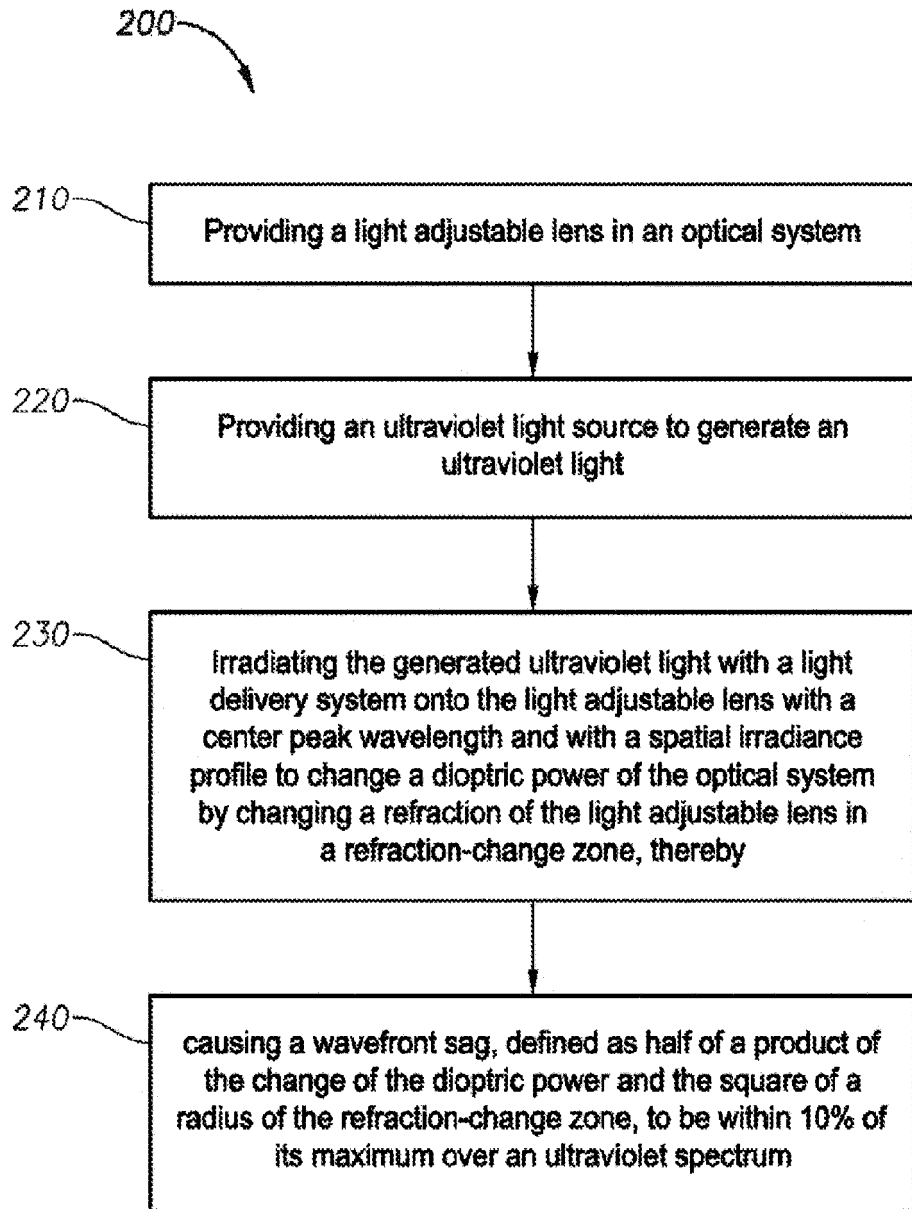 200
210
Providing a light adjustable lens in an optical system
220
Providing an ultraviolet light source to generate an
ultraviolet light
230
Irradiating the generated ultraviolet light with a light
delivery system onto the light adjustable lens with a
center peak wavelength and with a spatial irradiance
profile to change a dioptric power of the optical system
by changing a refraction of the light adjustable lens in
a refraction-change zone, thereby
240
causing a wavefront sag, defined as half of a product of
the change of the dioptric power and the square of a
radius of the refraction-change zone, to be within 10% of
its maximum over an ultraviolet spectrum